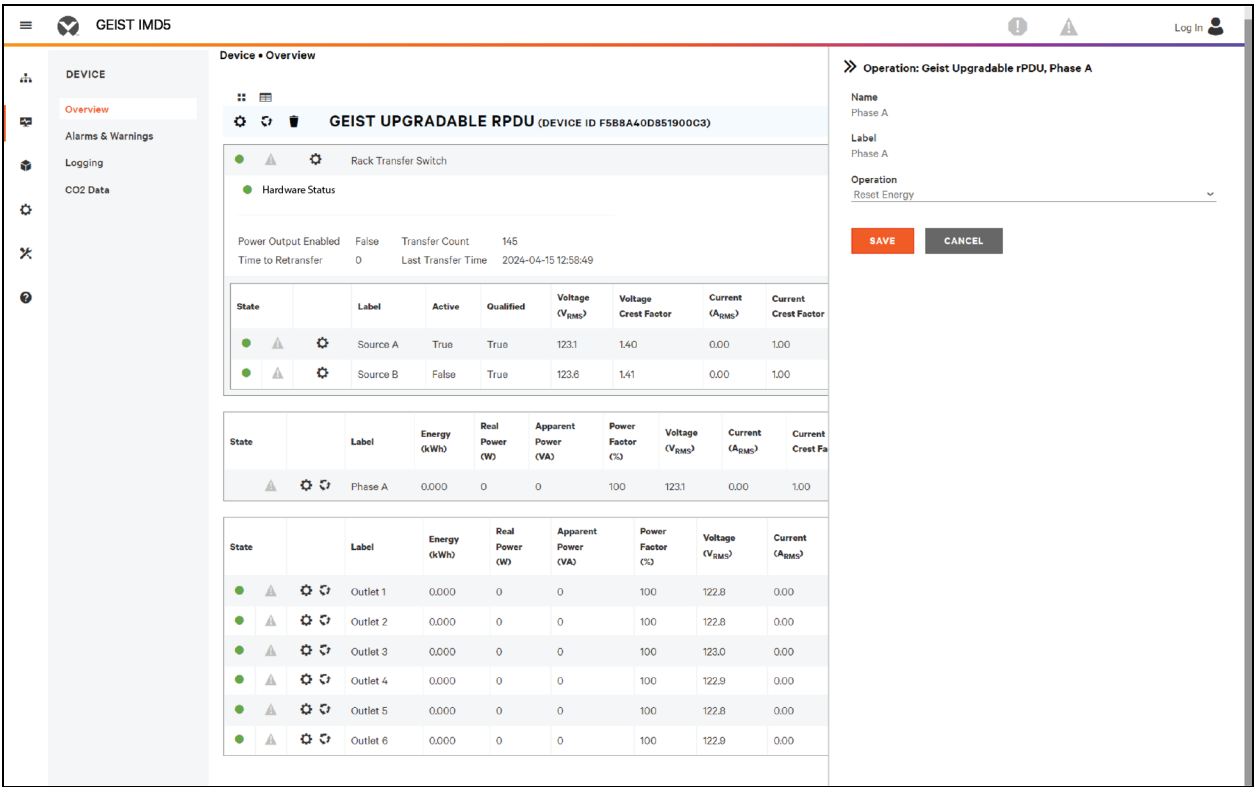 GEIST IMD5
Log In
DEVICE
Overview
Alarms & Warnings
Logging
CO2 Data
Device • Overview
GEIST UPGRADABLE RPDU (DEVICE ID F5B8A40D851900C3)
Rack Transfer Switch
Hardware Status
Power Output Enabled False Transfer Count 145
Time to Retransfer 0 Last Transfer Time 2024-04-15 12:58:49
State Label Active Qualified Voltage (VRMS) Voltage Crest Factor Current (ARMS) Current Crest Factor
Source A True True 123.1 1.40 0.00 1.00
Source B False True 123.6 1.41 0.00 1.00
State Label Energy (kWh) Real Power (W) Apparent Power (VA) Power Factor (%) Voltage (VRMS) Current (ARMS) Current Crest Fa
Phase A 0.000 0 0 100 123.1 0.00 1.00
State Label Energy (kWh) Real Power (W) Apparent Power (VA) Power Factor (%) Voltage (VRMS) Current (ARMS)
Outlet 1 0.000 0 0 100 122.8 0.00
Outlet 2 0.000 0 0 100 122.8 0.00
Outlet 3 0.000 0 0 100 123.0 0.00
Outlet 4 0.000 0 0 100 122.9 0.00
Outlet 5 0.000 0 0 100 122.8 0.00
Outlet 6 0.000 0 0 100 122.9 0.00
Operation: Geist Upgradable rPDU, Phase A
Name
Phase A
Label
Phase A
Operation
Reset Energy
SAVE CANCEL